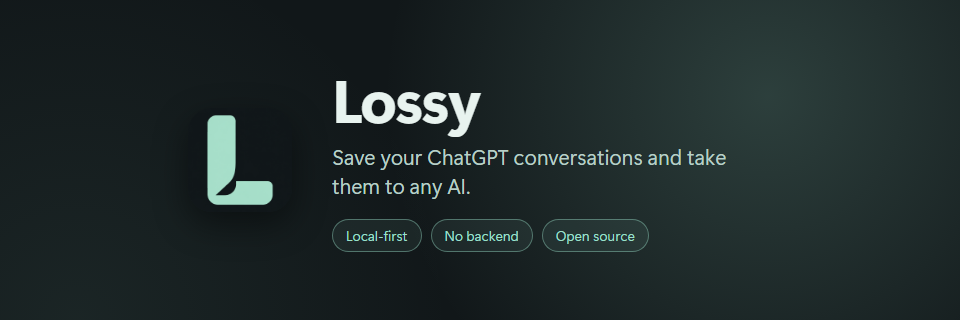 Lossy
Save your ChatGPT conversations and take
them to any AI.
Local-first
No backend
Open source